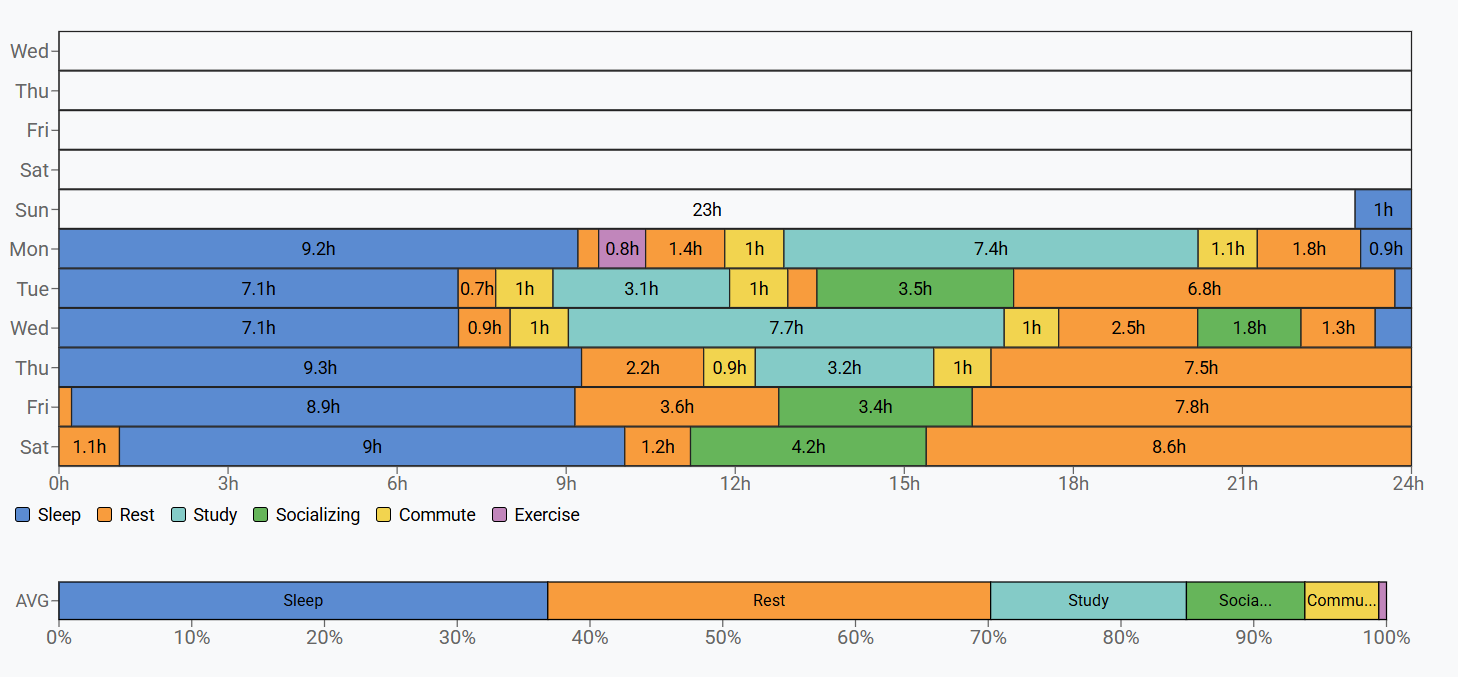 Wed
Thu
Fri
Sat
Sun 23h 1h
Mon 9.2h 0.8h 1.4h 1h 7.4h 1.1h 1.8h 0.9h
Tue 7.1h 0.7h 1h 3.1h 1h 3.5h 6.8h
Wed 7.1h 0.9h 1h 7.7h 1h 2.5h 1.8h 1.3h
Thu 9.3h 2.2h 0.9h 3.2h 1h 7.5h
Fri 8.9h 3.6h 3.4h 7.8h
Sat 1.1h 9h 1.2h 4.2h 8.6h
0h 3h 6h 9h 12h 15h 18h 21h 24h
Sleep Rest Study Socializing Commute Exercise
AVG Sleep Rest Study Socia... Commu...
0% 10% 20% 30% 40% 50% 60% 70% 80% 90% 100%